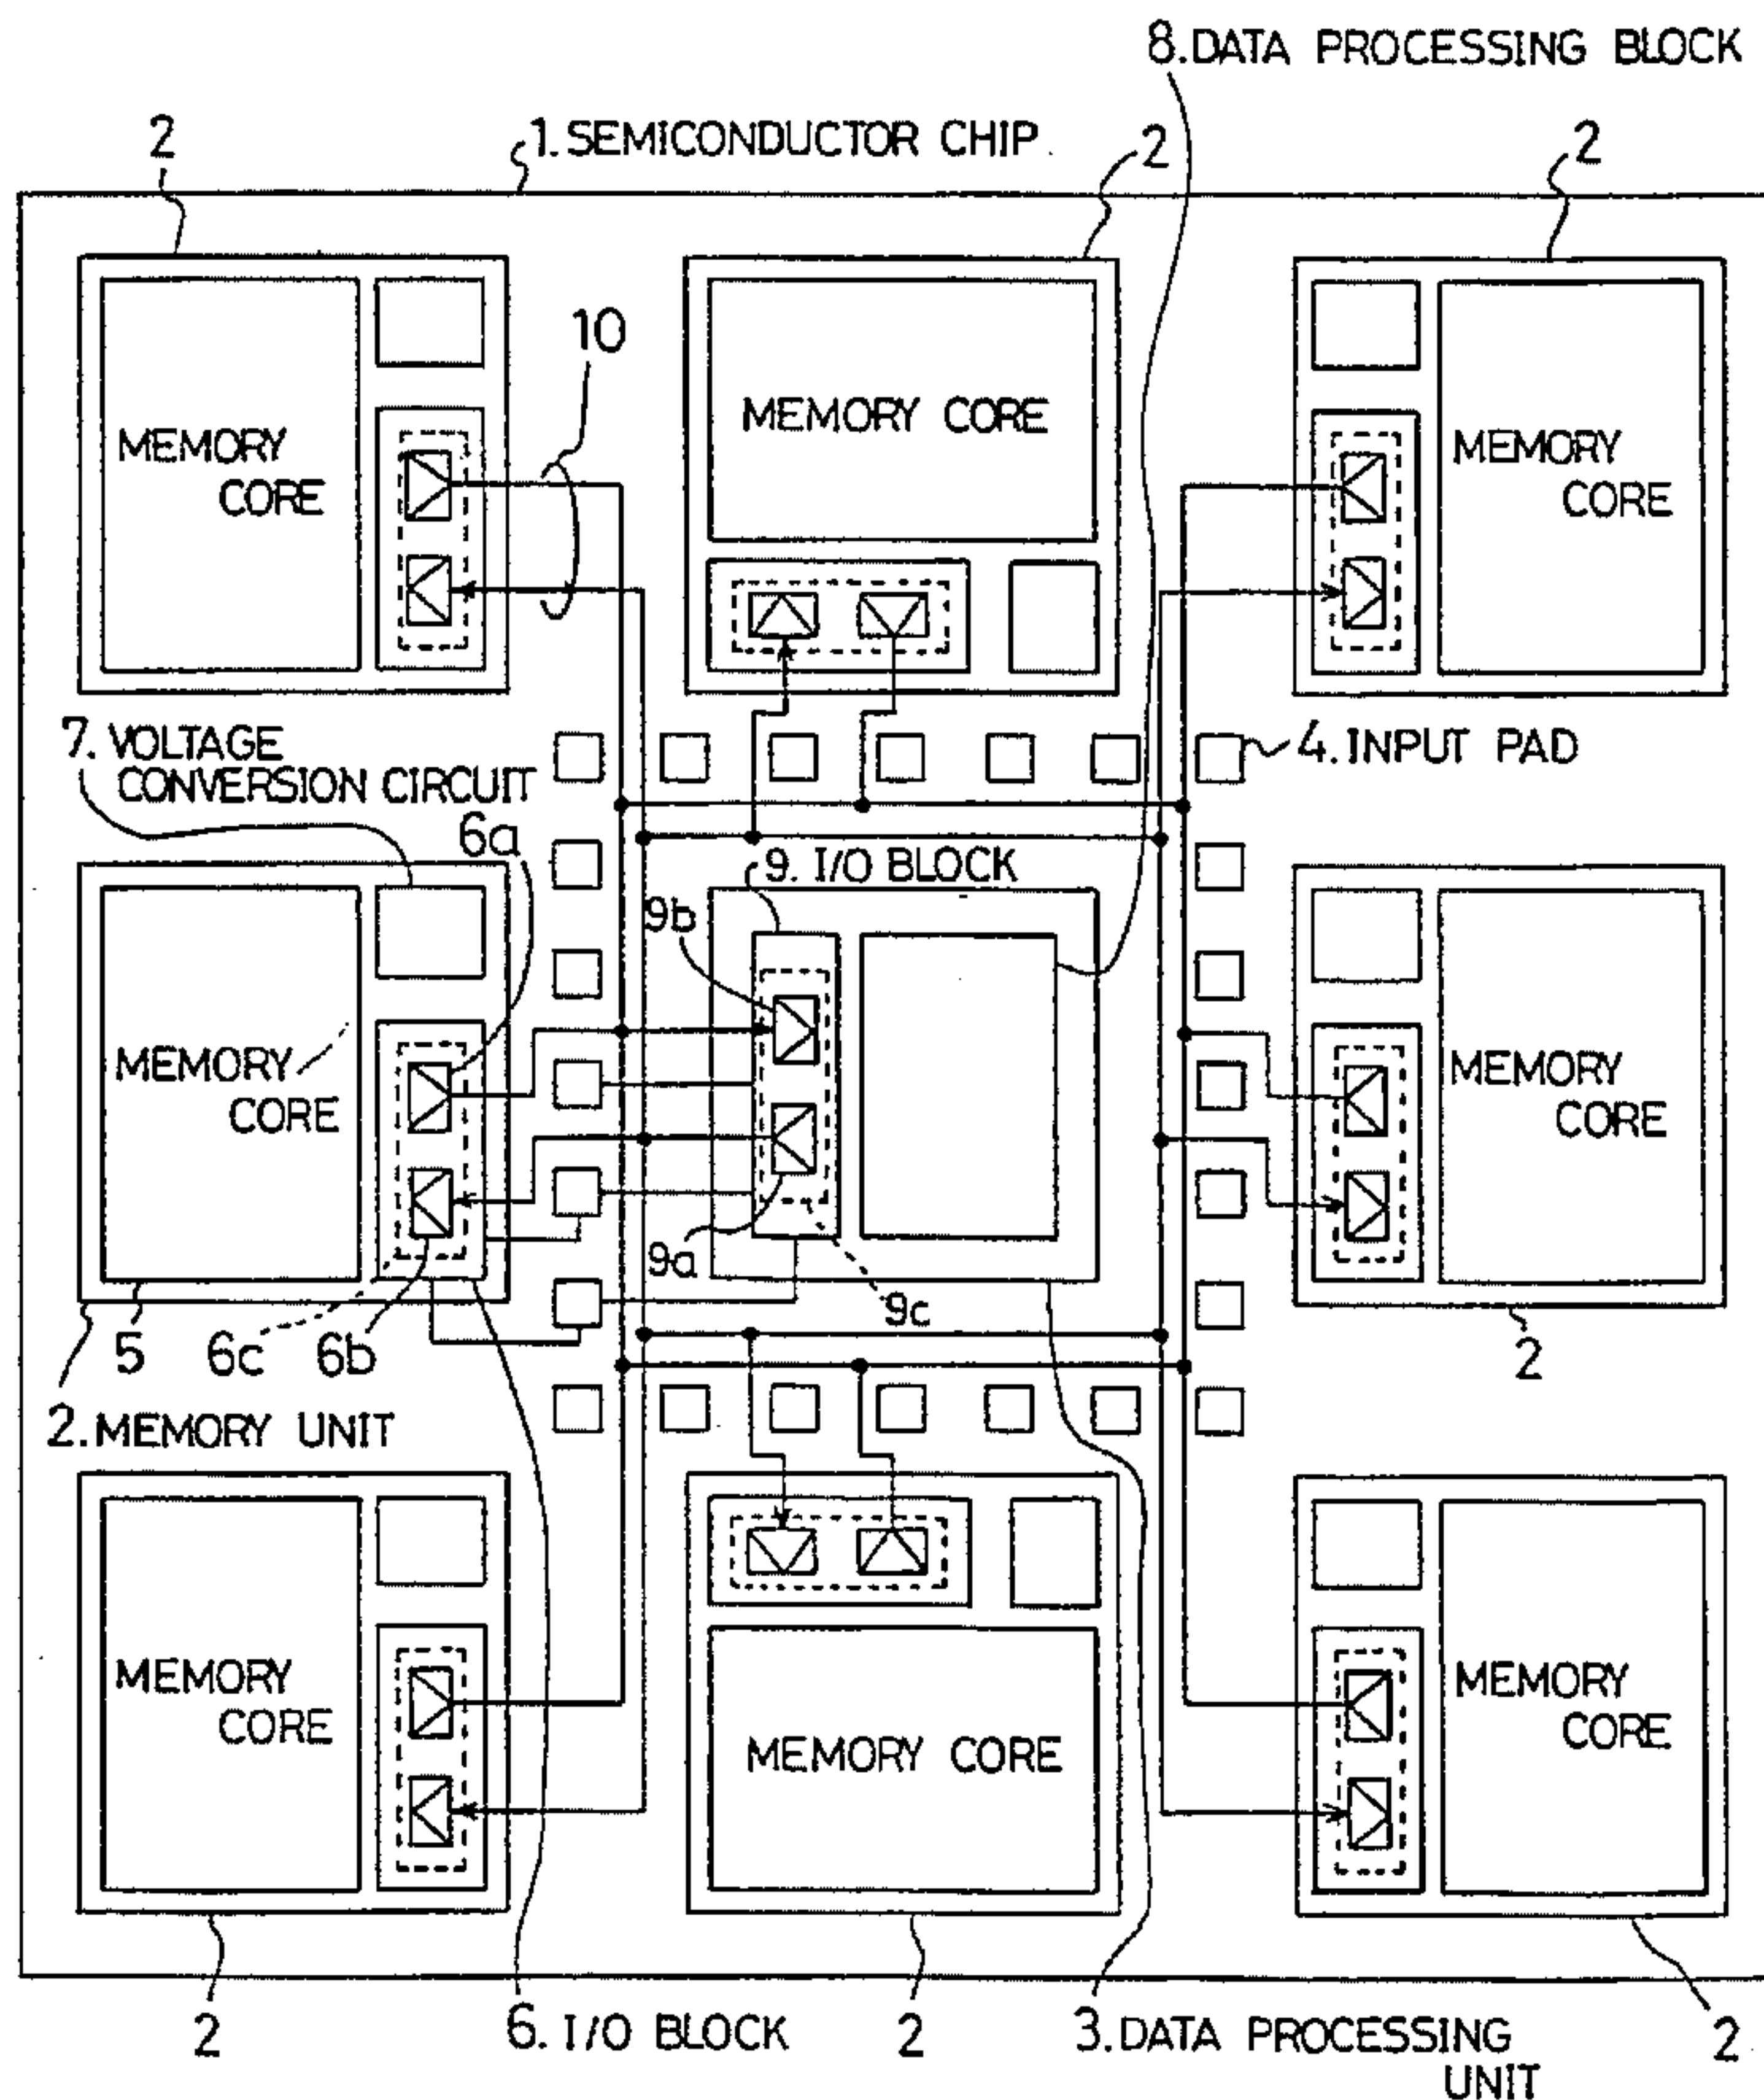 8. DATA PROCESSING BLOCK
2
1. SEMICONDUCTOR CHIP
2
2
10
MEMORY
CORE
MEMORY CORE
MEMORY
CORE
7. VOLTAGE
CONVERSION CIRCUIT
4. INPUT PAD
6a
9. I/O BLOCK
9b
MEMORY
CORE
MEMORY
CORE
9a
9c
5
6c
6b
2
2. MEMORY UNIT
MEMORY
CORE
MEMORY CORE
MEMORY
CORE
2
6. I/O BLOCK
2
3. DATA PROCESSING
UNIT
2